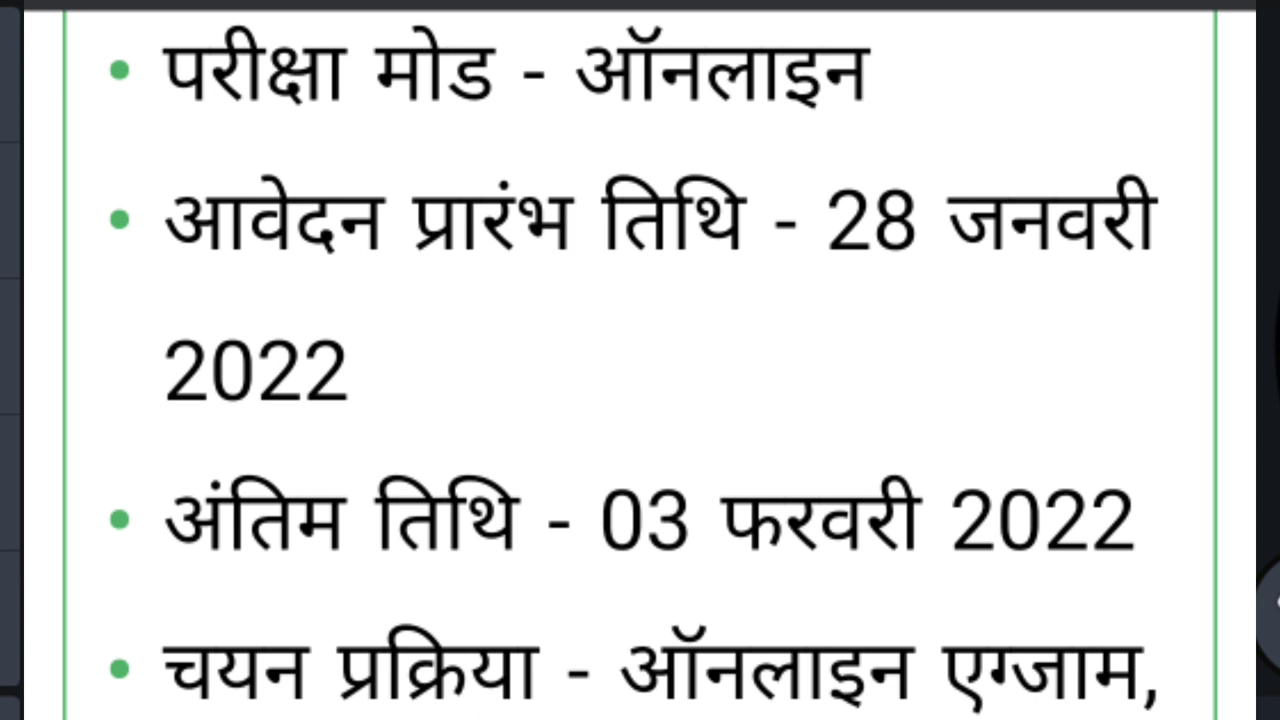 • परीक्षा मोड - ऑनलाइन
• आवेदन प्रारंभ तिथि - 28 जनवरी
2022
• अंतिम तिथि - 03 फरवरी 2022
• चयन प्रक्रिया - ऑनलाइन एग्जाम,